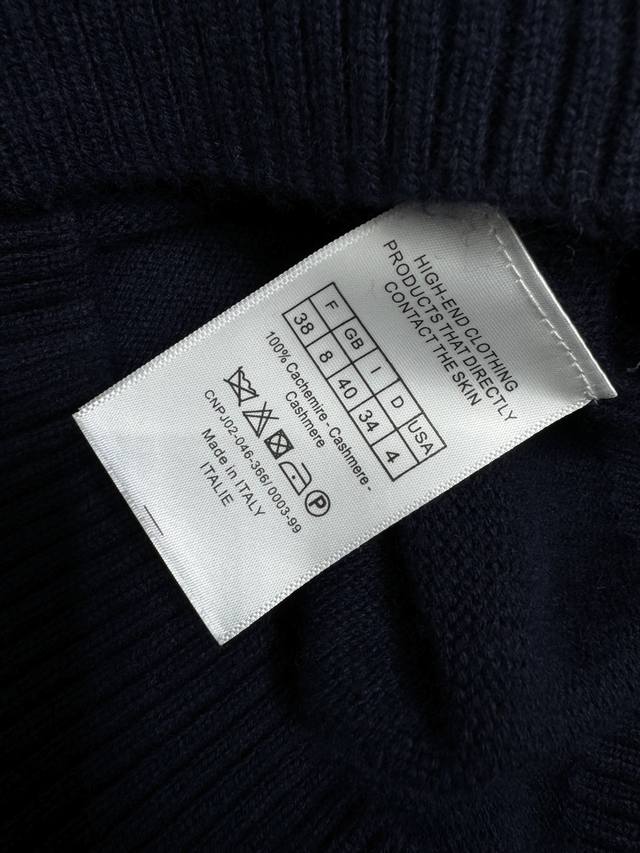 HIGH-END CLOTHING
PRODUCTS THAT DIRECTLY
CONTACT THE SKIN
F GB I D USA
38 8 40 34 4
100% Cachemire - Cashmere -
Cashmere
P
CNPJ02-046-366/0003-99
Made in ITALY
ITALIE